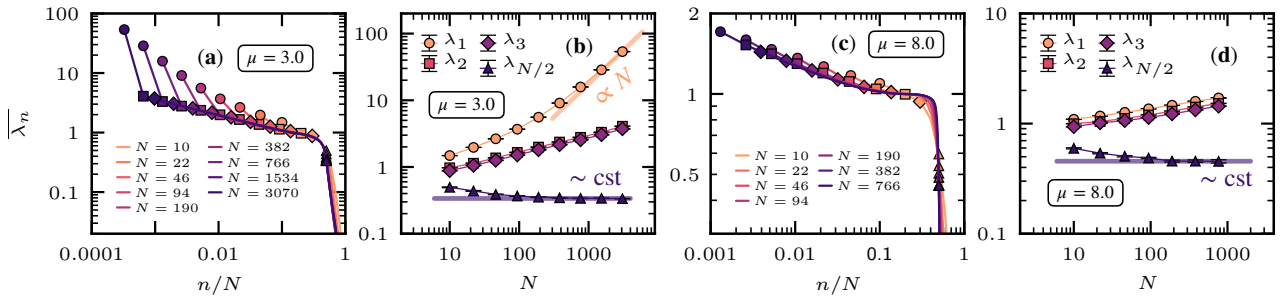 100
10
1
0.1
0.0001
0.01
1
n/N
λ̅n̅
(a)
μ = 3.0
N = 10
N = 22
N = 46
N = 94
N = 190
N = 382
N = 766
N = 1534
N = 3070
100
10
1
0.1
1
10
100
1000
N
λ1
λ2
λ3
λN/2
(b)
μ = 3.0
∝ N
~ cst
2
1
0.5
0.001
0.01
0.1
1
n/N
(c)
μ = 8.0
N = 10
N = 22
N = 46
N = 94
N = 190
N = 382
N = 766
10
1
0.1
1
10
100
1000
N
λ1
λ2
λ3
λN/2
(d)
μ = 8.0
~ cst